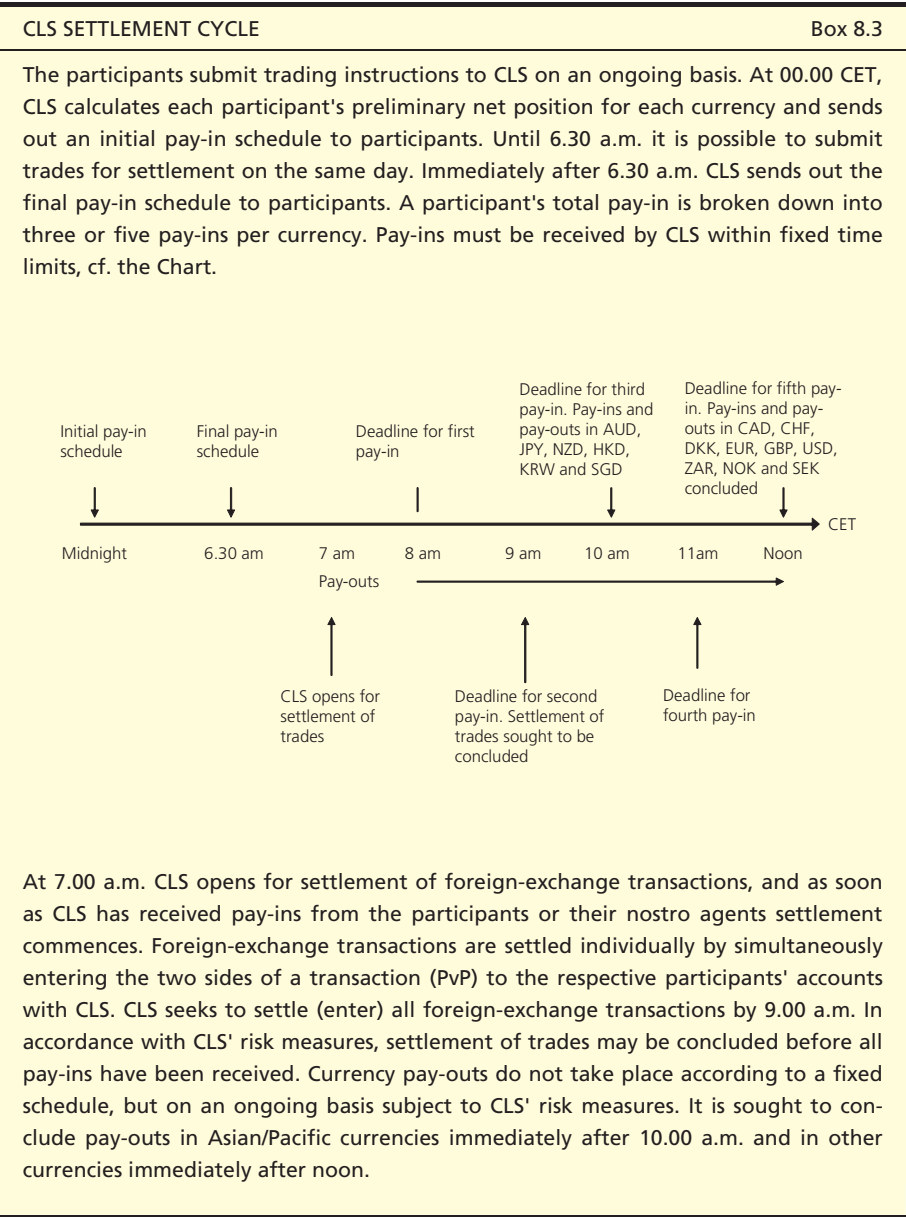 CLS SETTLEMENT CYCLE Box 8.3
The participants submit trading instructions to CLS on an ongoing basis. At 00.00 CET,
CLS calculates each participant's preliminary net position for each currency and sends
out an initial pay-in schedule to participants. Until 6.30 a.m. it is possible to submit
trades for settlement on the same day. Immediately after 6.30 a.m. CLS sends out the
final pay-in schedule to participants. A participant's total pay-in is broken down into
three or five pay-ins per currency. Pay-ins must be received by CLS within fixed time
limits, cf. the Chart.
Initial pay-in
schedule
Final pay-in
schedule
Deadline for first
pay-in
Deadline for third
pay-in. Pay-ins and
pay-outs in AUD,
JPY, NZD, HKD,
KRW and SGD
Deadline for fifth pay-
in. Pay-ins and pay-
outs in CAD, CHF,
DKK, EUR, GBP, USD,
ZAR, NOK and SEK
concluded
CET
Midnight 6.30 am 7 am 8 am 9 am 10 am 11am Noon
Pay-outs
CLS opens for
settlement of
trades
Deadline for second
pay-in. Settlement of
trades sought to be
concluded
Deadline for
fourth pay-in
At 7.00 a.m. CLS opens for settlement of foreign-exchange transactions, and as soon
as CLS has received pay-ins from the participants or their nostro agents settlement
commences. Foreign-exchange transactions are settled individually by simultaneously
entering the two sides of a transaction (PvP) to the respective participants' accounts
with CLS. CLS seeks to settle (enter) all foreign-exchange transactions by 9.00 a.m. In
accordance with CLS' risk measures, settlement of trades may be concluded before all
pay-ins have been received. Currency pay-outs do not take place according to a fixed
schedule, but on an ongoing basis subject to CLS' risk measures. It is sought to con-
clude pay-outs in Asian/Pacific currencies immediately after 10.00 a.m. and in other
currencies immediately after noon.